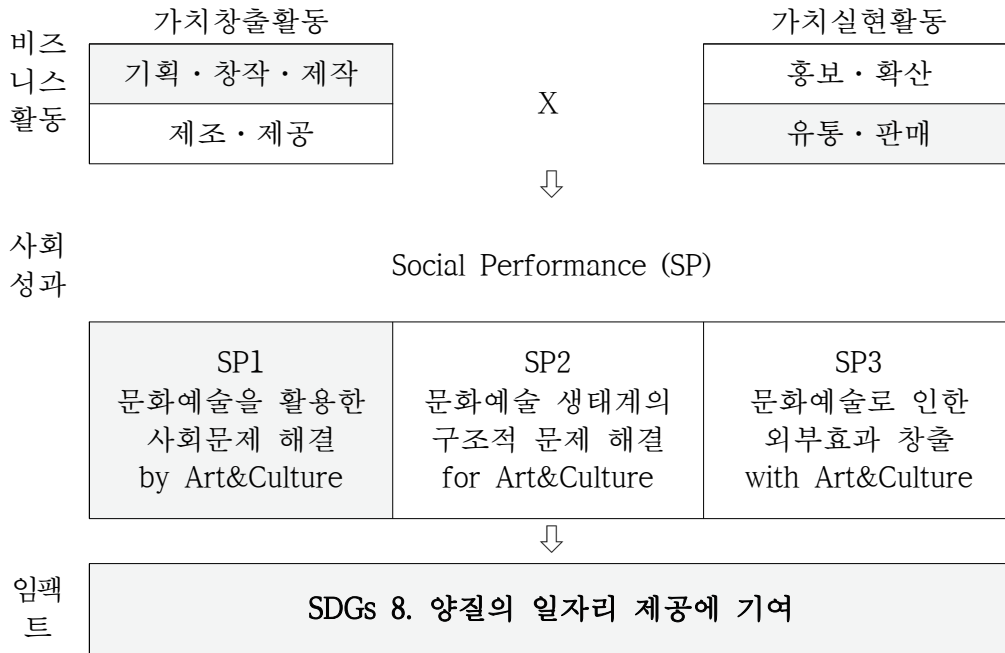 가치창출활동
가치실현활동
비즈
니스
활동
기획·창작·제작
제조·제공
X
홍보·확산
유통·판매
⇩
사회
성과
Social Performance (SP)
SP1
문화예술을 활용한
사회문제 해결
by Art&Culture
SP2
문화예술 생태계의
구조적 문제 해결
for Art&Culture
SP3
문화예술로 인한
외부효과 창출
with Art&Culture
⇩
임팩
트
SDGs 8. 양질의 일자리 제공에 기여